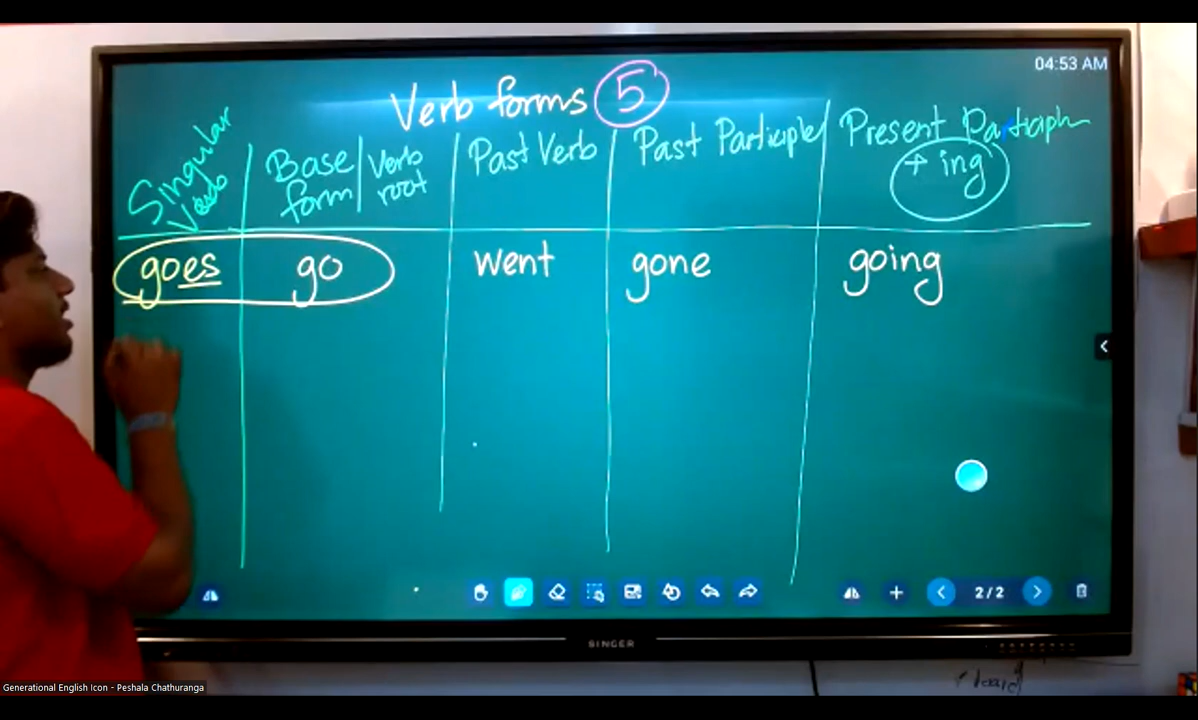 04:53 AM
Verb forms 5
Singular Verb
Base form / Verb root
Past Verb
Past Participle
Present
+ ing
goes go went gone going
2/2
SINGER
Generational English Icon - Peshala Chathuranga